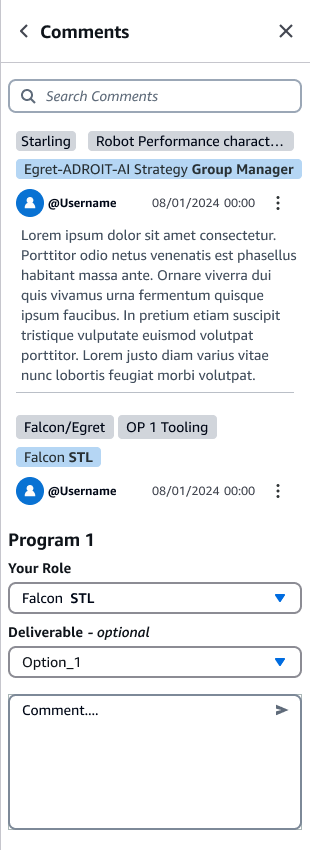 Comments
Search Comments
Starling Robot Performance charact...
Egret-ADROIT-AI Strategy Group Manager
@Username 08/01/2024 00:00
Lorem ipsum dolor sit amet consectetur.
Porttitor odio netus venenatis est phasellus
habitant massa ante. Ornare viverra dui
quis vivamus urna fermentum quisque
ipsum faucibus. In pretium etiam suscipit
tristique vulputate euismod volutpat
porttitor. Lorem justo diam varius vitae
nunc lobortis feugiat morbi volutpat.
Falcon/Egret OP 1 Tooling
Falcon STL
@Username 08/01/2024 00:00
Program 1
Your Role
Falcon STL
Deliverable - optional
Option_1
Comment....